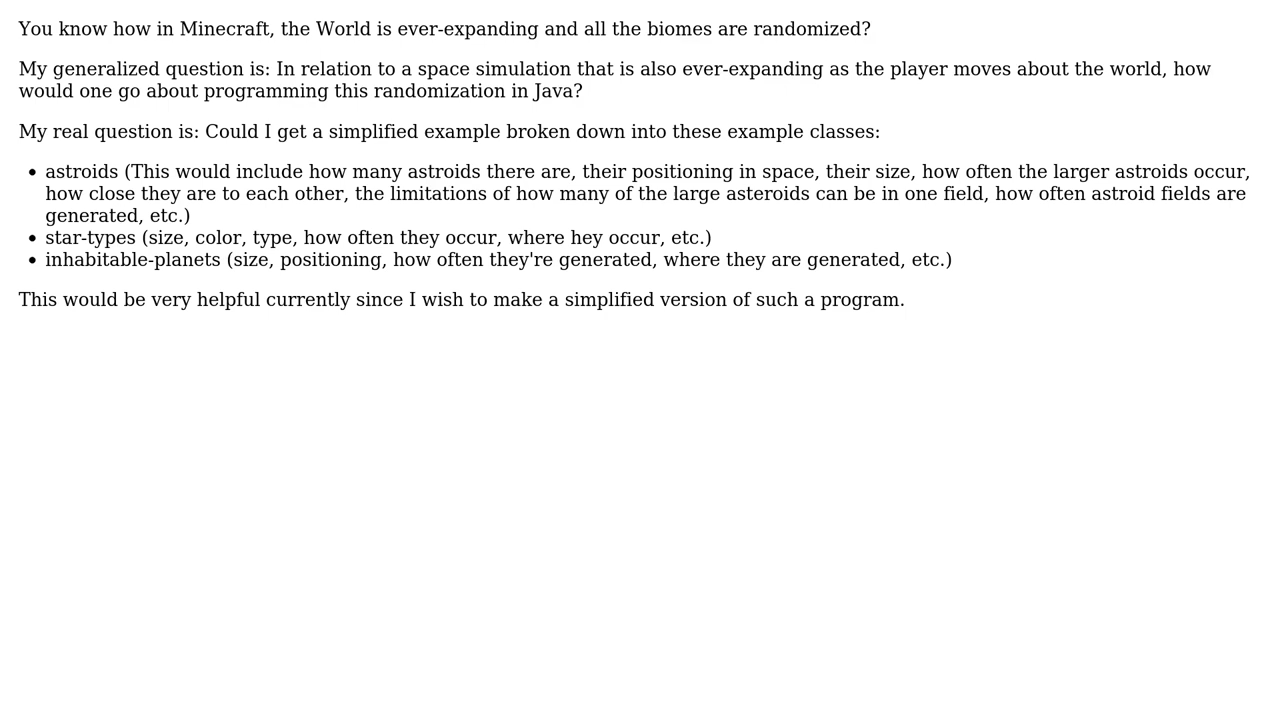 You know how in Minecraft, the World is ever-expanding and all the biomes are randomized?
My generalized question is: In relation to a space simulation that is also ever-expanding as the player moves about the world, how
would one go about programming this randomization in Java?
My real question is: Could I get a simplified example broken down into these example classes:
• astroids (This would include how many astroids there are, their positioning in space, their size, how often the larger astroids occur,
how close they are to each other, the limitations of how many of the large asteroids can be in one field, how often astroid fields are
generated, etc.)
• star-types (size, color, type, how often they occur, where hey occur, etc.)
• inhabitable-planets (size, positioning, how often they're generated, where they are generated, etc.)
This would be very helpful currently since I wish to make a simplified version of such a program.